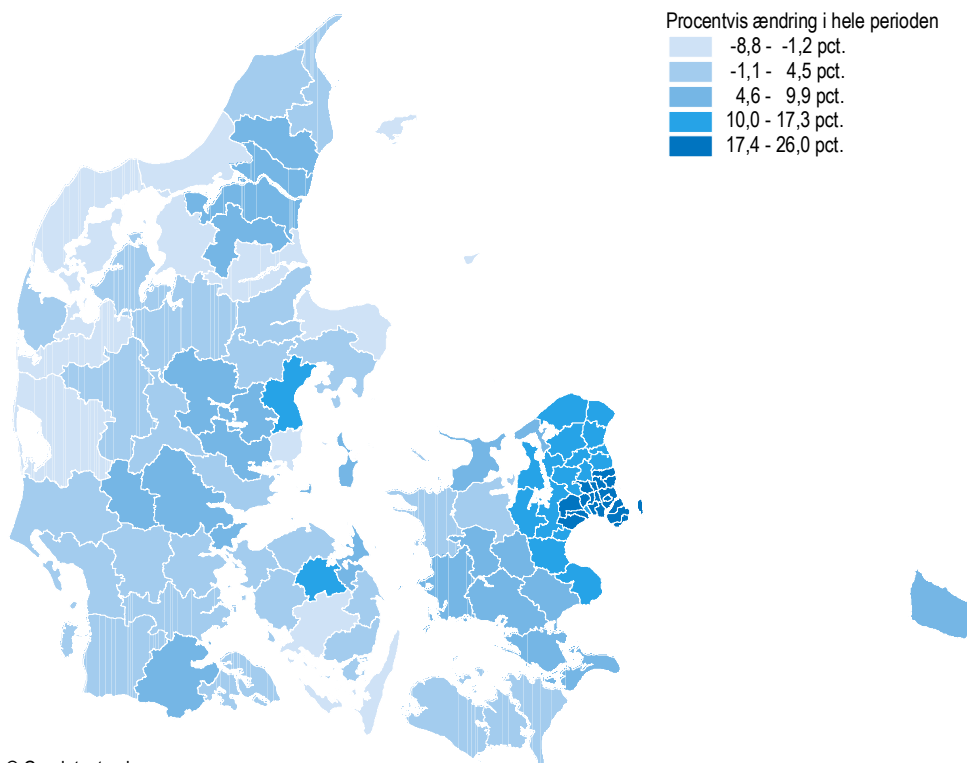 Procentvis ændring i hele perioden
-8,8 - -1,2 pct.
-1,1 - 4,5 pct.
4,6 - 9,9 pct.
10,0 - 17,3 pct.
17,4 - 26,0 pct.
©